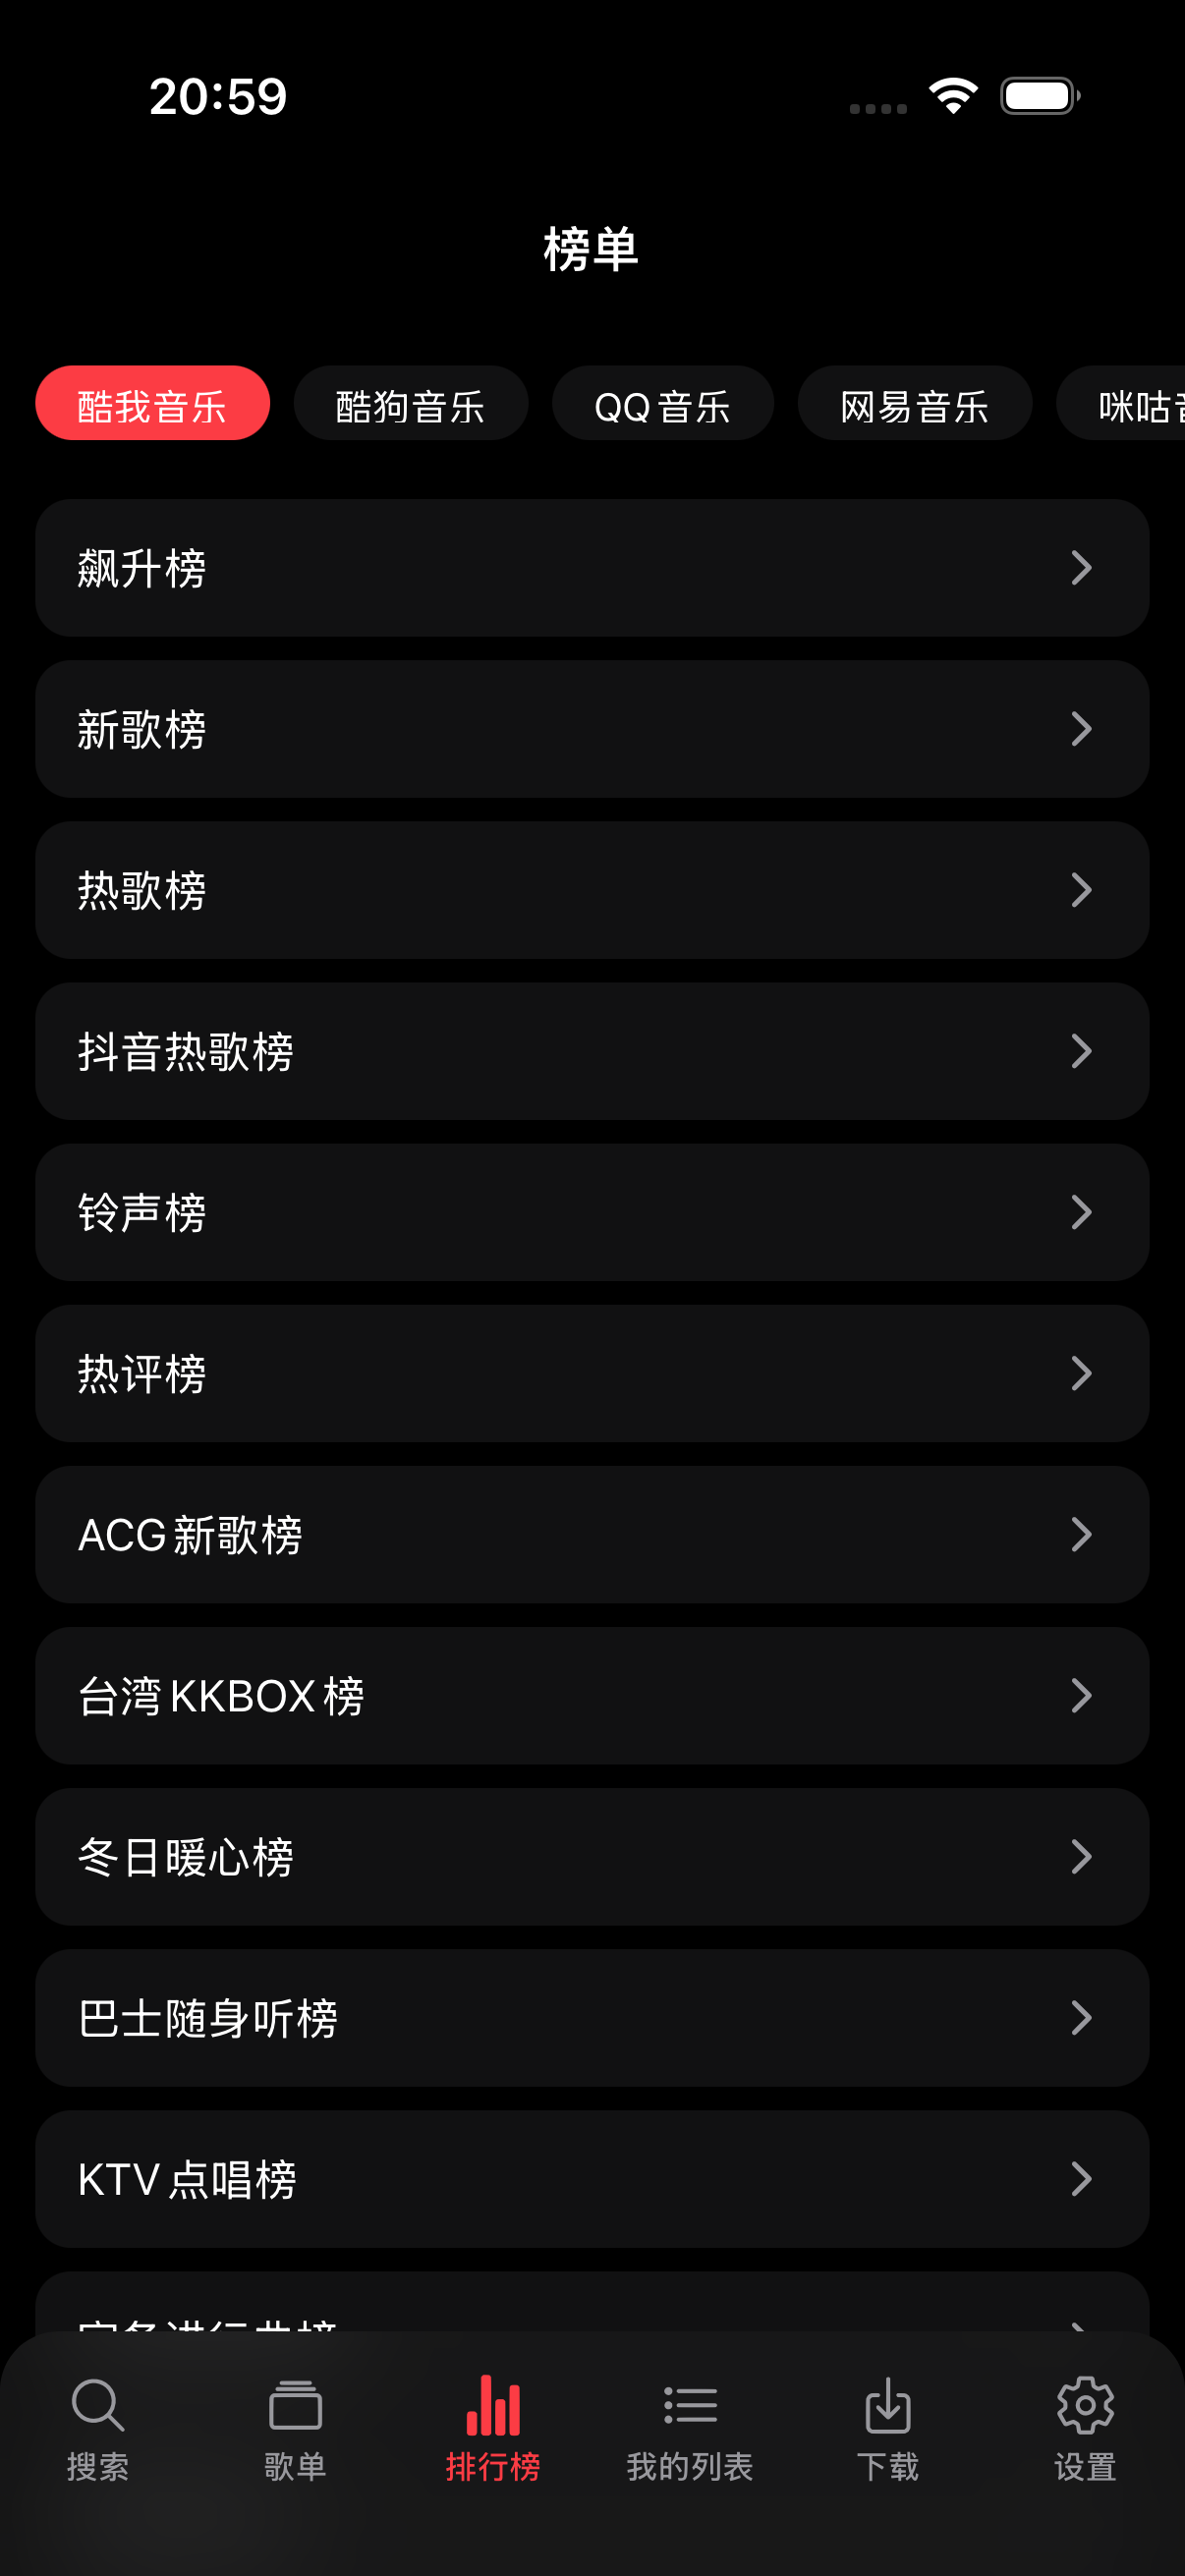 20:59
榜单
酷我音乐
酷狗音乐
QQ音乐
网易音乐
咪咕
飙升榜
新歌榜
热歌榜
抖音热歌榜
铃声榜
热评榜
ACG新歌榜
台湾KKBOX榜
冬日暖心榜
巴士随身听榜
KTV点唱榜
搜索
歌单
排行榜
我的列表
下载
设置